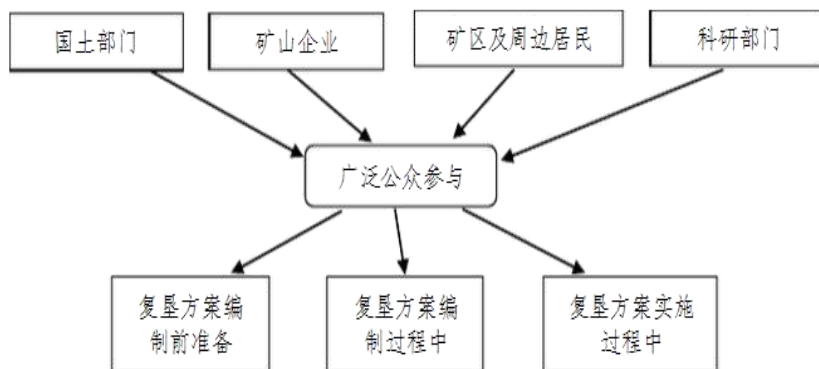 国土部门
矿山企业
矿区及周边居民
科研部门
广泛公众参与
复垦方案编
制前准备
复垦方案编
制过程中
复垦方案实施
过程中